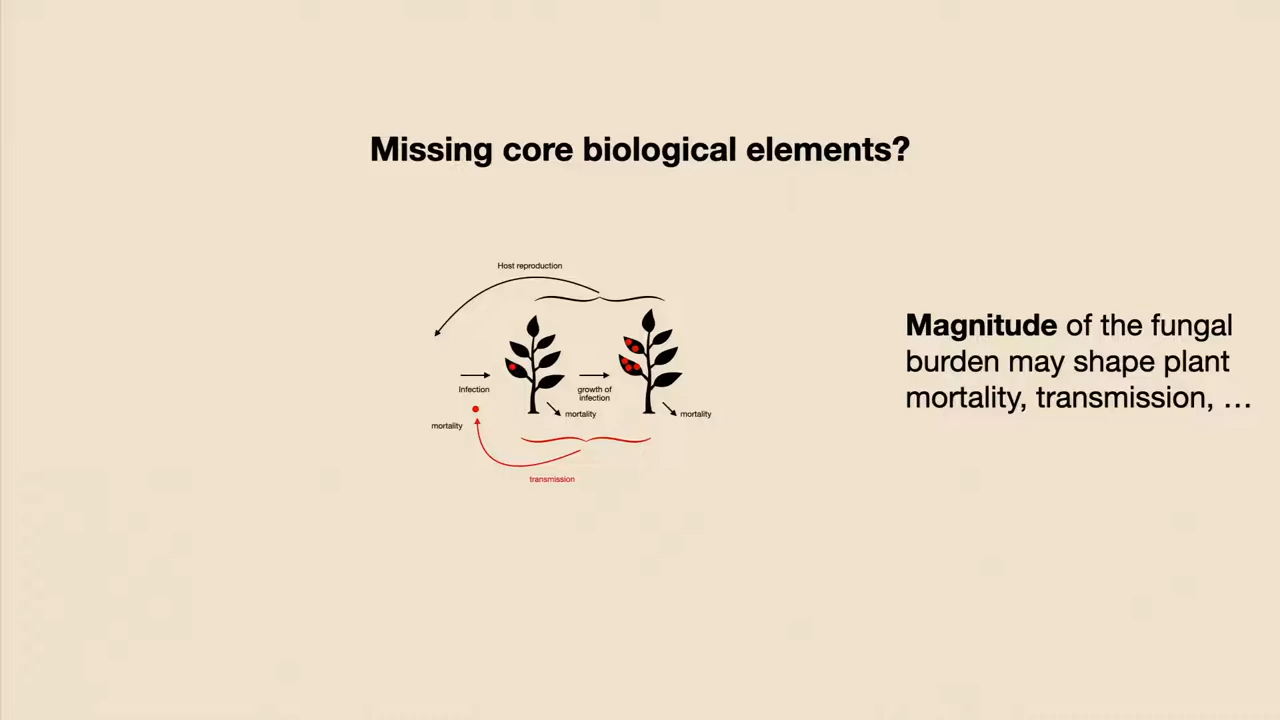 Missing core biological elements?
Host reproduction
Infection
growth of
infection
mortality
mortality
mortality
transmission
Magnitude of the fungal
burden may shape plant
mortality, transmission, …